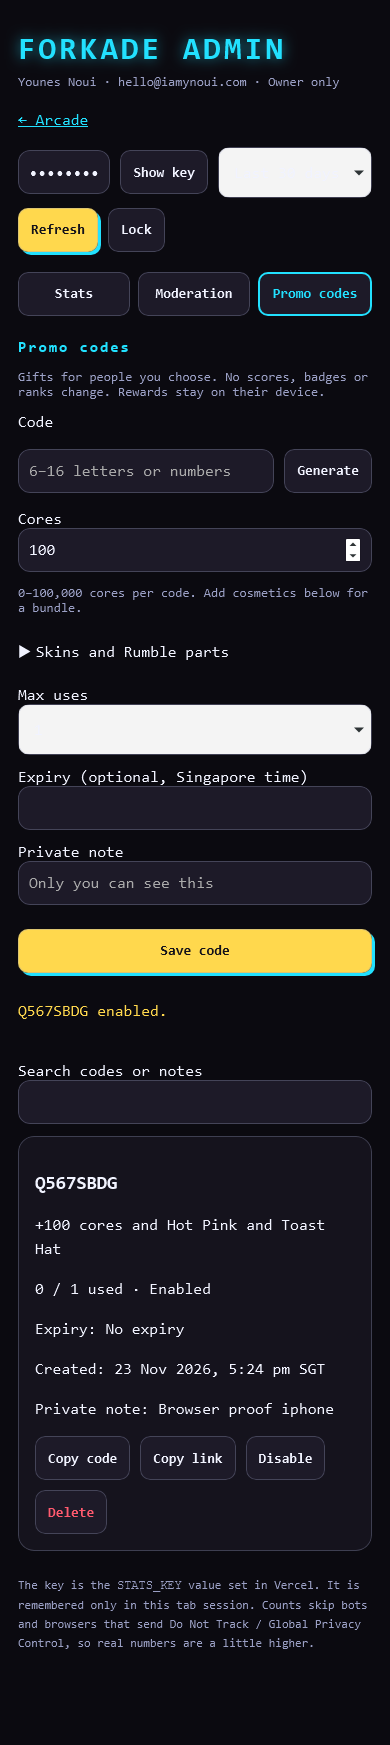 FORKADE ADMIN
Younes Noui · hello@iamynoui.com · Owner only
← Arcade
•••••••• Show key
Refresh Lock
Stats Moderation Promo codes
Promo codes
Gifts for people you choose. No scores, badges or
ranks change. Rewards stay on their device.
Code
6–16 letters or numbers Generate
Cores
100
0–100,000 cores per code. Add cosmetics below for
a bundle.
▶ Skins and Rumble parts
Max uses
Expiry (optional, Singapore time)
Private note
Only you can see this
Save code
Q567SBDG enabled.
Search codes or notes
Q567SBDG
+100 cores and Hot Pink and Toast
Hat
0 / 1 used · Enabled
Expiry: No expiry
Created: 23 Nov 2026, 5:24 pm SGT
Private note: Browser proof iphone
Copy code Copy link Disable
Delete
The key is the STATS_KEY value set in Vercel. It is
remembered only in this tab session. Counts skip bots
and browsers that send Do Not Track / Global Privacy
Control, so real numbers are a little higher.